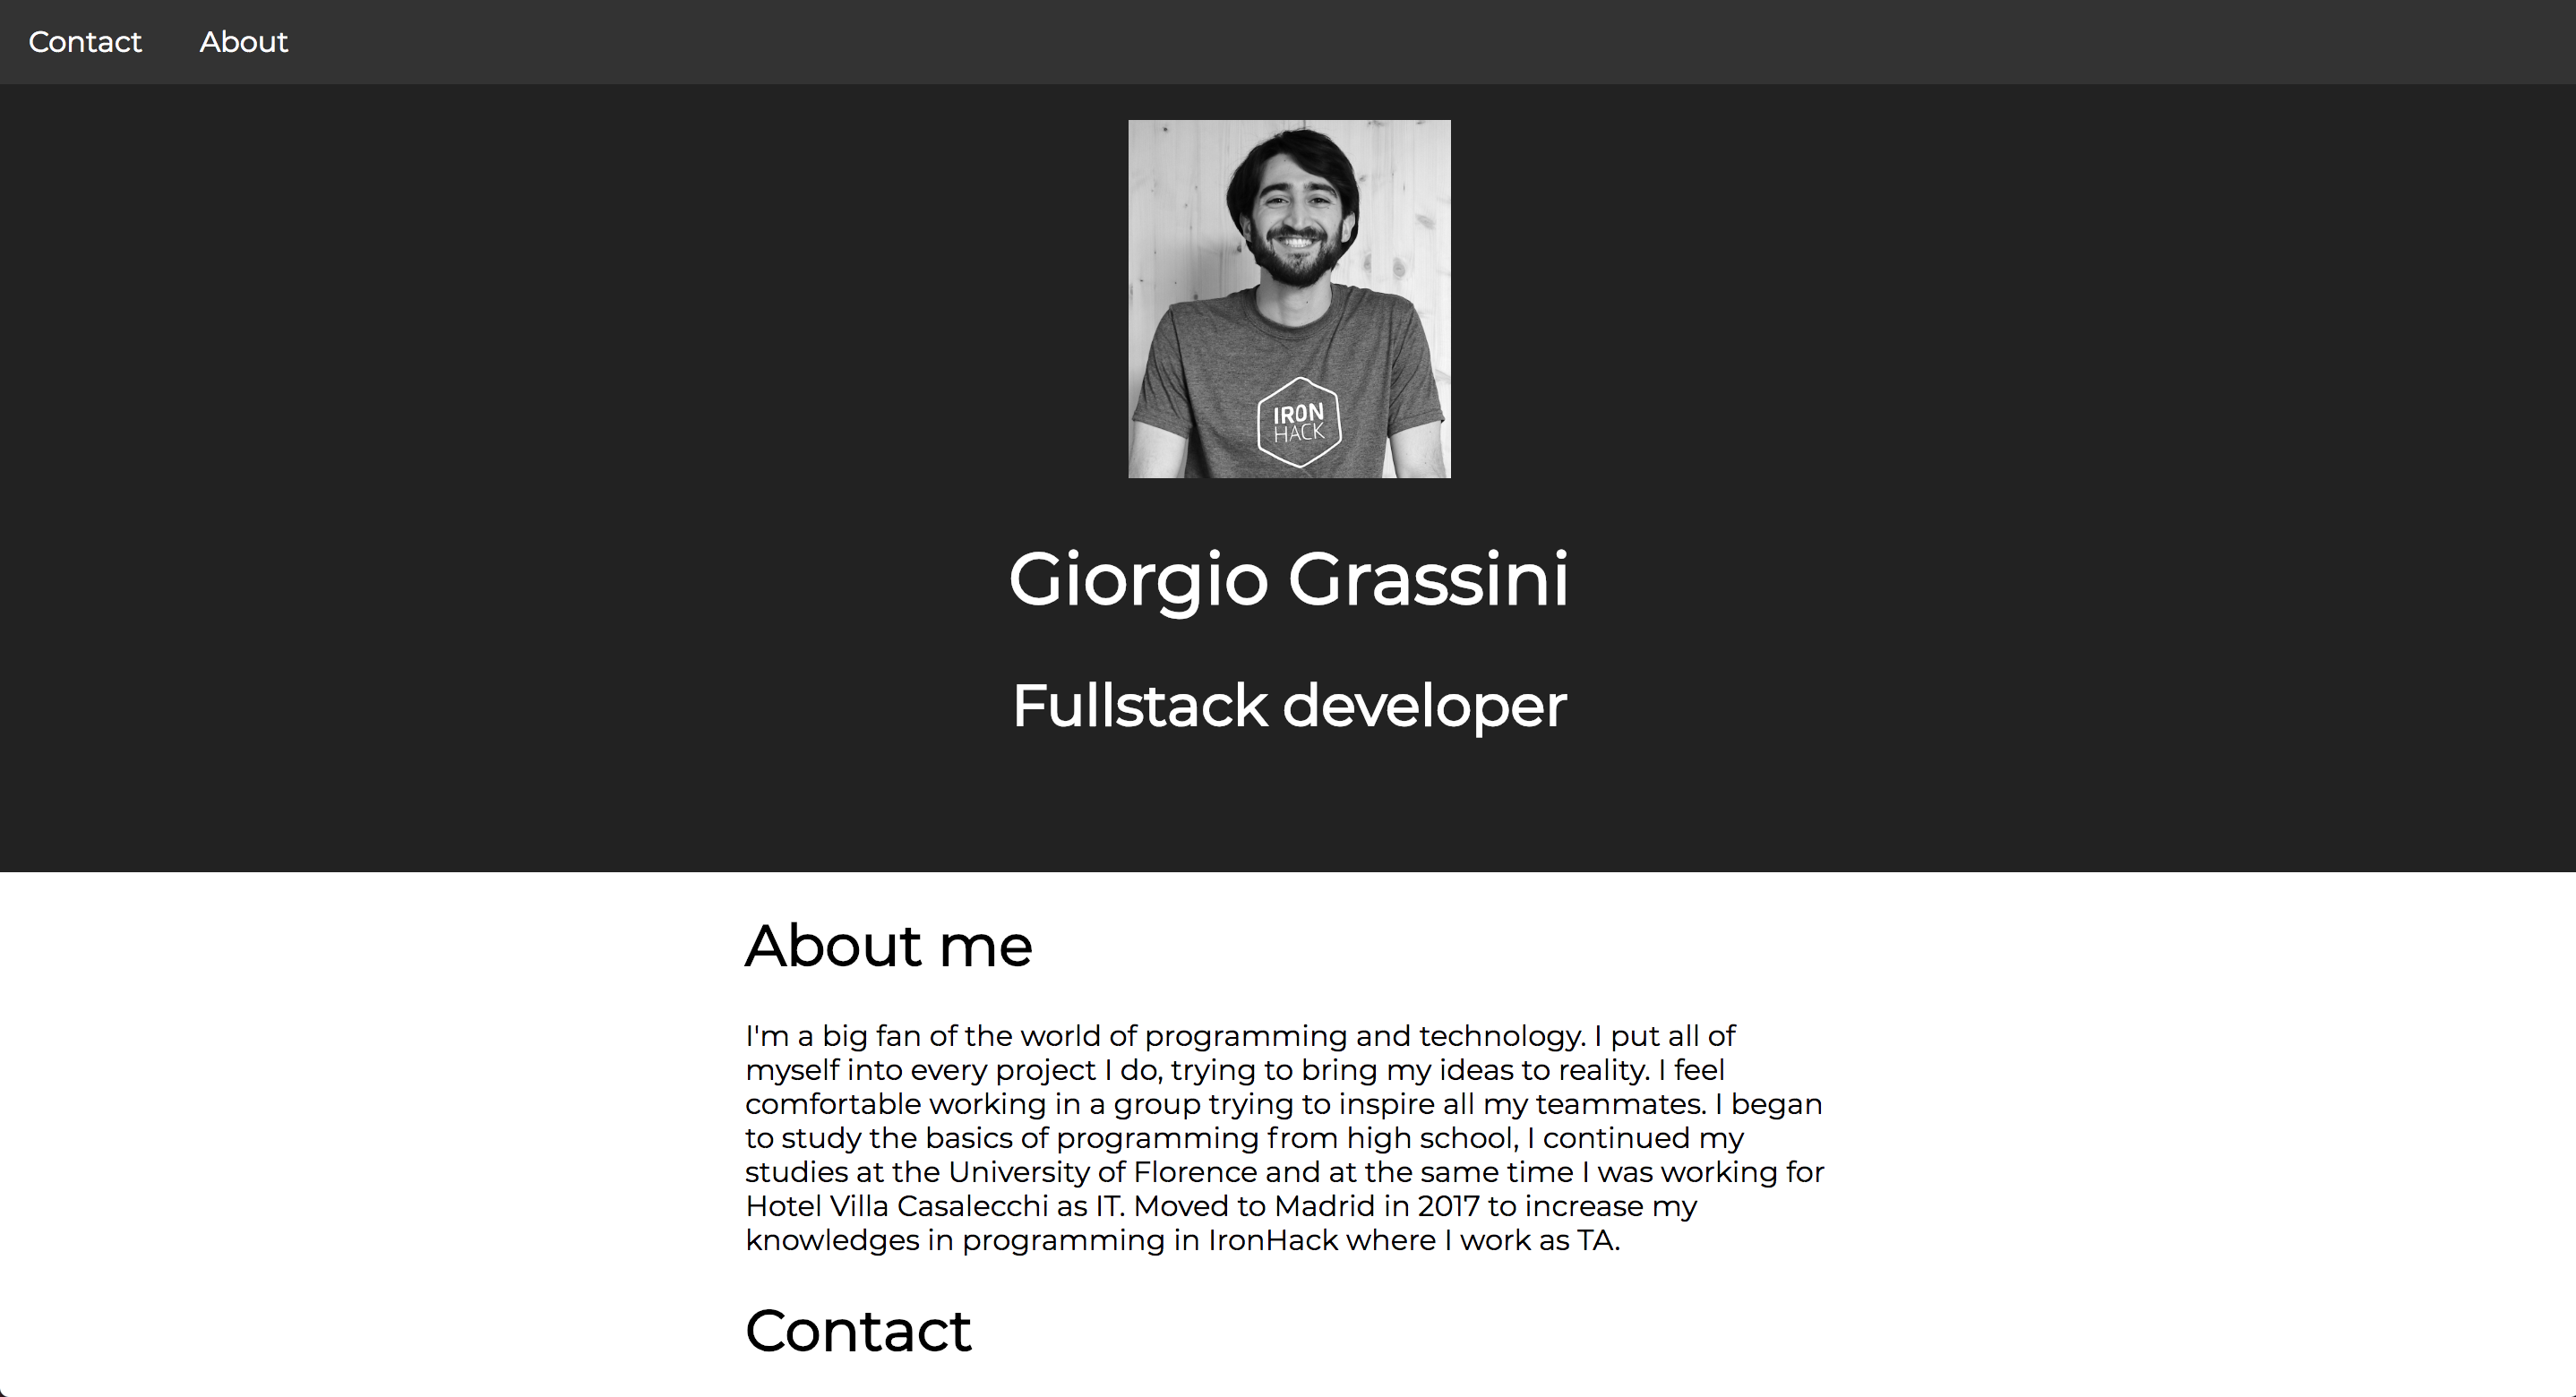 Contact About
IRON
HACK
Giorgio Grassini
Fullstack developer
About me
I'm a big fan of the world of programming and technology. I put all of
myself into every project I do, trying to bring my ideas to reality. I feel
comfortable working in a group trying to inspire all my teammates. I began
to study the basics of programming from high school, I continued my
studies at the University of Florence and at the same time I was working for
Hotel Villa Casalecchi as IT. Moved to Madrid in 2017 to increase my
knowledges in programming in IronHack where I work as TA.
Contact